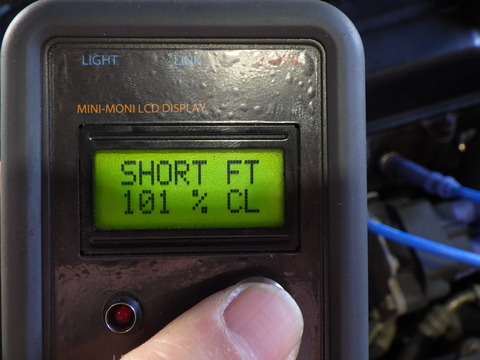 LIGHT LINK
MINI-MONI LCD DISPLAY
SHORT FT
101 % CL